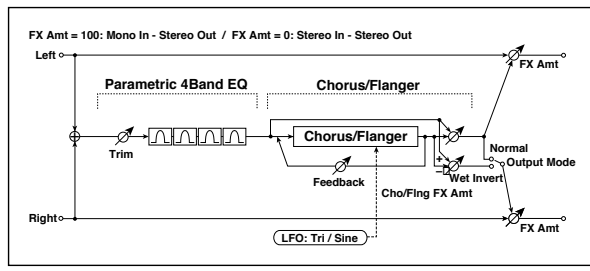 FX Amt = 100: Mono In - Stereo Out / FX Amt = 0: Stereo In - Stereo Out
Left
FX Amt
Parametric 4Band EQ
Chorus/Flanger
Chorus/Flanger
Trim
Normal
Output Mode
+
−
Wet Invert
Feedback
Cho/Flng FX Amt
Right
FX Amt
LFO: Tri / Sine